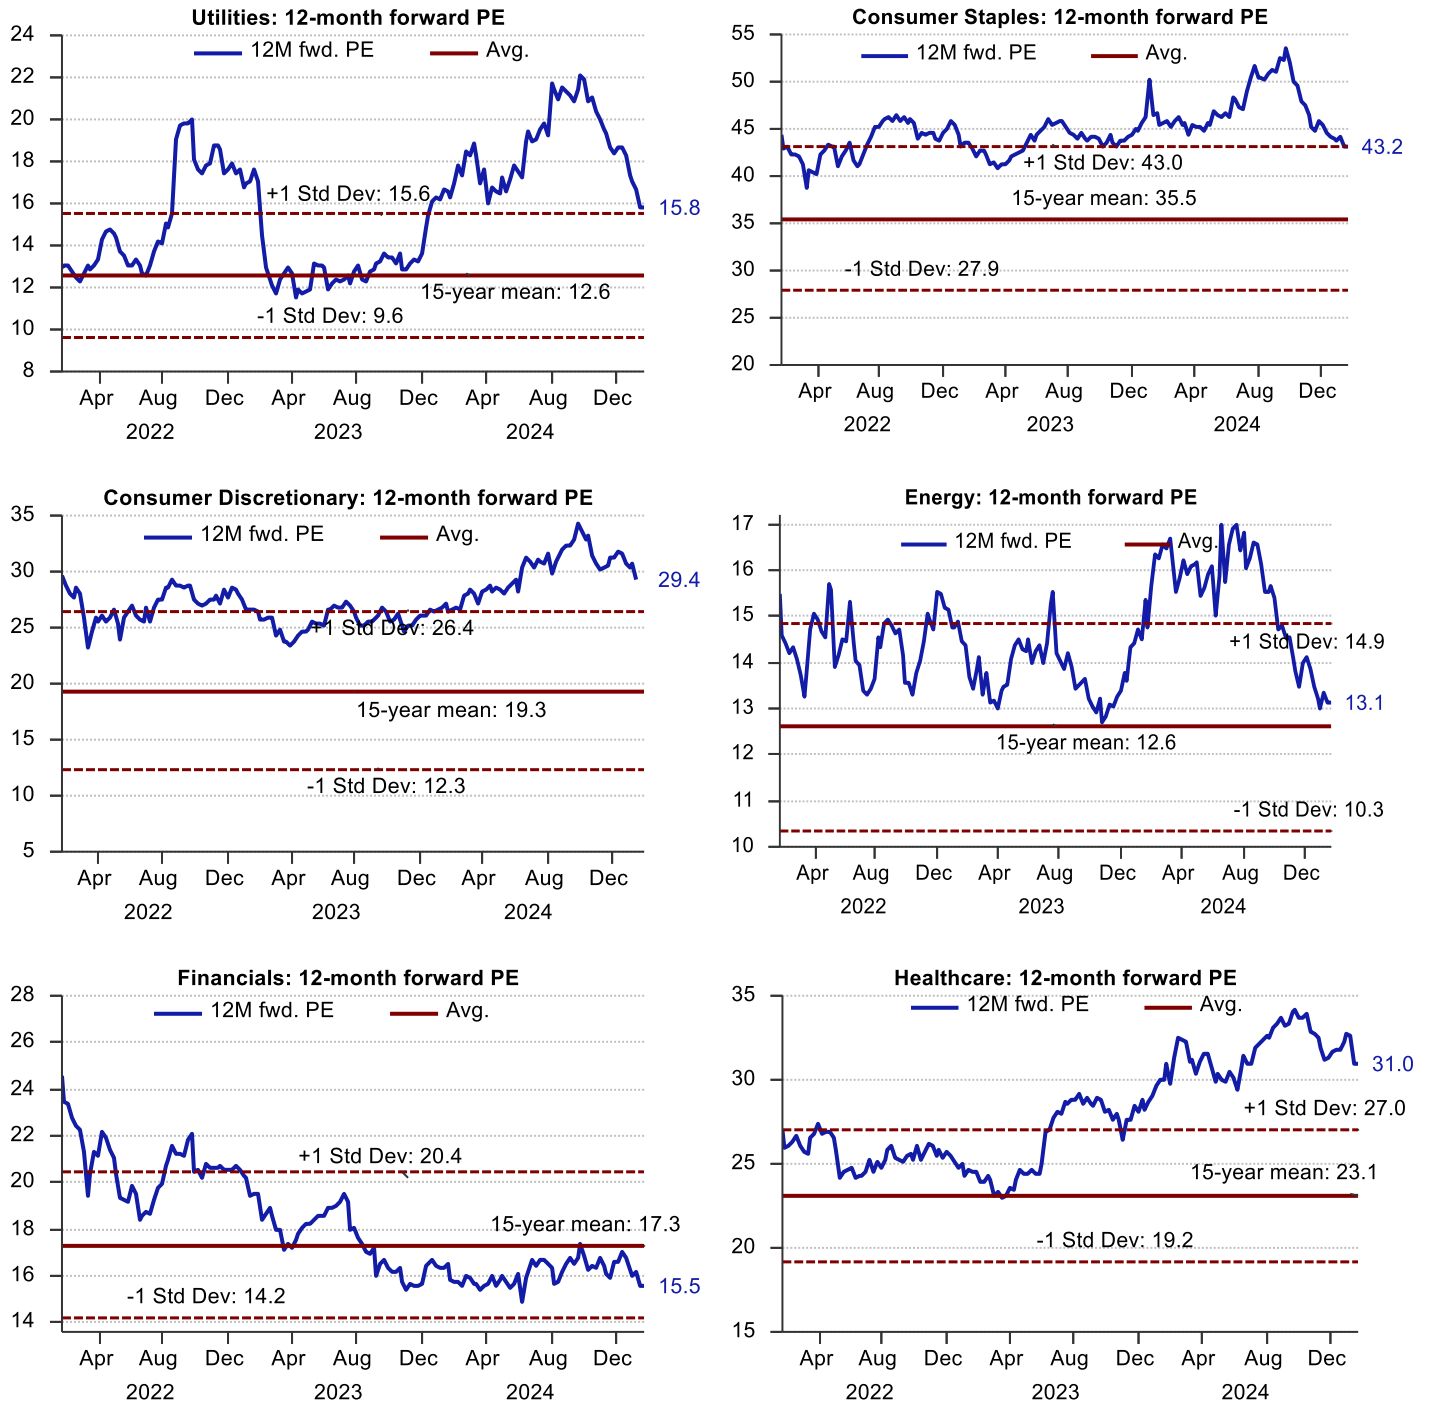 Utilities: 12-month forward PE
12M fwd. PE Avg.
24
22
20
18
16
14
12
10
8
+1 Std Dev: 15.6
15.8
15-year mean: 12.6
-1 Std Dev: 9.6
Apr Aug Dec Apr Aug Dec Apr Aug Dec
2022 2023 2024
Consumer Staples: 12-month forward PE
12M fwd. PE Avg.
55
50
45
40
35
30
25
20
43.2
+1 Std Dev: 43.0
15-year mean: 35.5
-1 Std Dev: 27.9
Apr Aug Dec Apr Aug Dec Apr Aug Dec
2022 2023 2024
Consumer Discretionary: 12-month forward PE
12M fwd. PE Avg.
35
30
25
20
15
10
5
29.4
+1 Std Dev: 26.4
15-year mean: 19.3
-1 Std Dev: 12.3
Apr Aug Dec Apr Aug Dec Apr Aug Dec
2022 2023 2024
Energy: 12-month forward PE
12M fwd. PE Avg.
17
16
15
14
13
12
11
10
+1 Std Dev: 14.9
13.1
15-year mean: 12.6
-1 Std Dev: 10.3
Apr Aug Dec Apr Aug Dec Apr Aug Dec
2022 2023 2024
Financials: 12-month forward PE
12M fwd. PE Avg.
28
26
24
22
20
18
16
14
+1 Std Dev: 20.4
15-year mean: 17.3
15.5
-1 Std Dev: 14.2
Apr Aug Dec Apr Aug Dec Apr Aug Dec
2022 2023 2024
Healthcare: 12-month forward PE
12M fwd. PE Avg.
35
30
25
20
15
31.0
+1 Std Dev: 27.0
15-year mean: 23.1
-1 Std Dev: 19.2
Apr Aug Dec Apr Aug Dec Apr Aug Dec
2022 2023 2024